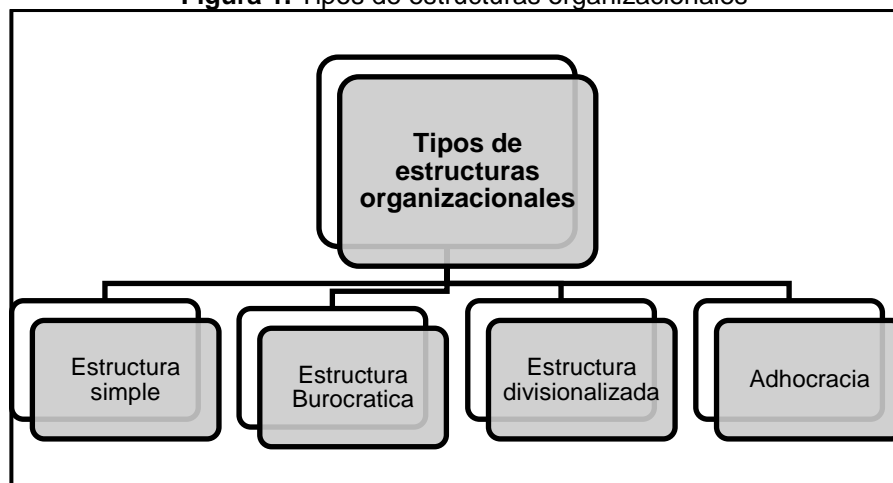 Figura 1. Tipos de estructuras organizacionales
Tipos de
estructuras
organizacionales
Estructura
simple
Estructura
Burocratica
Estructura
divisionalizada
Adhocracia